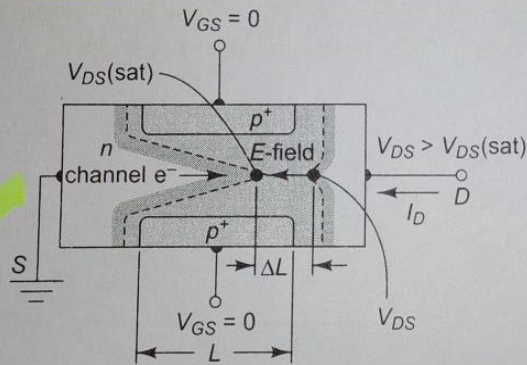 V_GS = 0
V_DS(sat)
p+
n
channel e−
E-field
V_DS > V_DS(sat)
I_D
D
p+
S
ΔL
V_GS = 0
V_DS
L